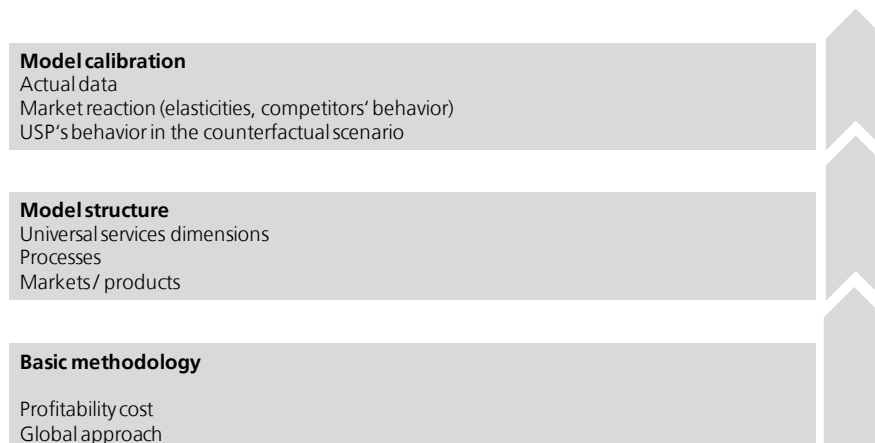 Model calibration
Actual data
Market reaction (elasticities, competitors‘ behavior)
USP‘s behavior in the counterfactual scenario
Model structure
Universal services dimensions
Processes
Markets / products
Basic methodology
Profitability cost
Global approach